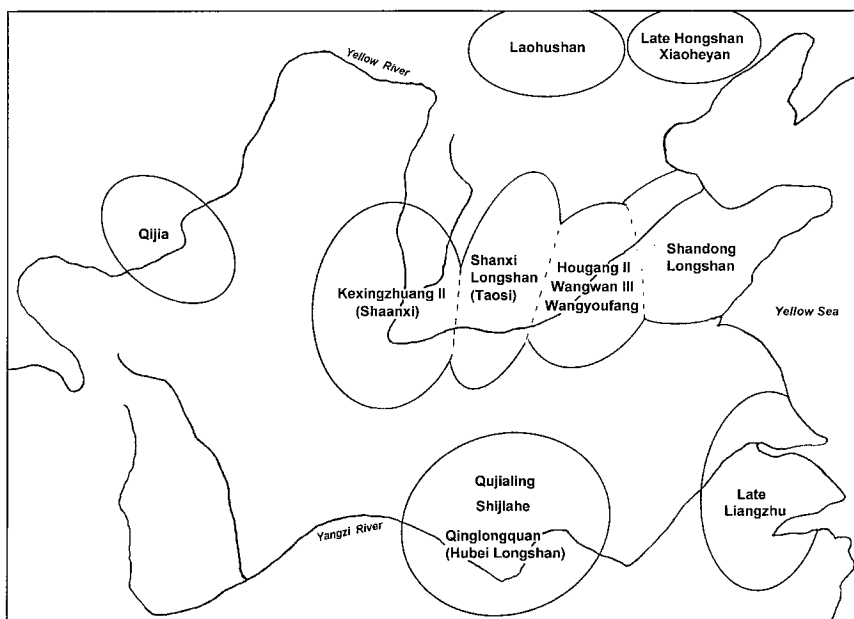 Laohushan
Late Hongshan
Xiaoheyan
Yellow River
Qijia
Kexingzhuang II
(Shaanxi)
Shanxi
Longshan
(Taosi)
Hougang II
Wangwan III
Wangyoufang
Shandong
Longshan
Yellow Sea
Qujialing
Shijlahe
Qinglongquan
(Hubei Longshan)
Yangzi River
Late
Liangzhu